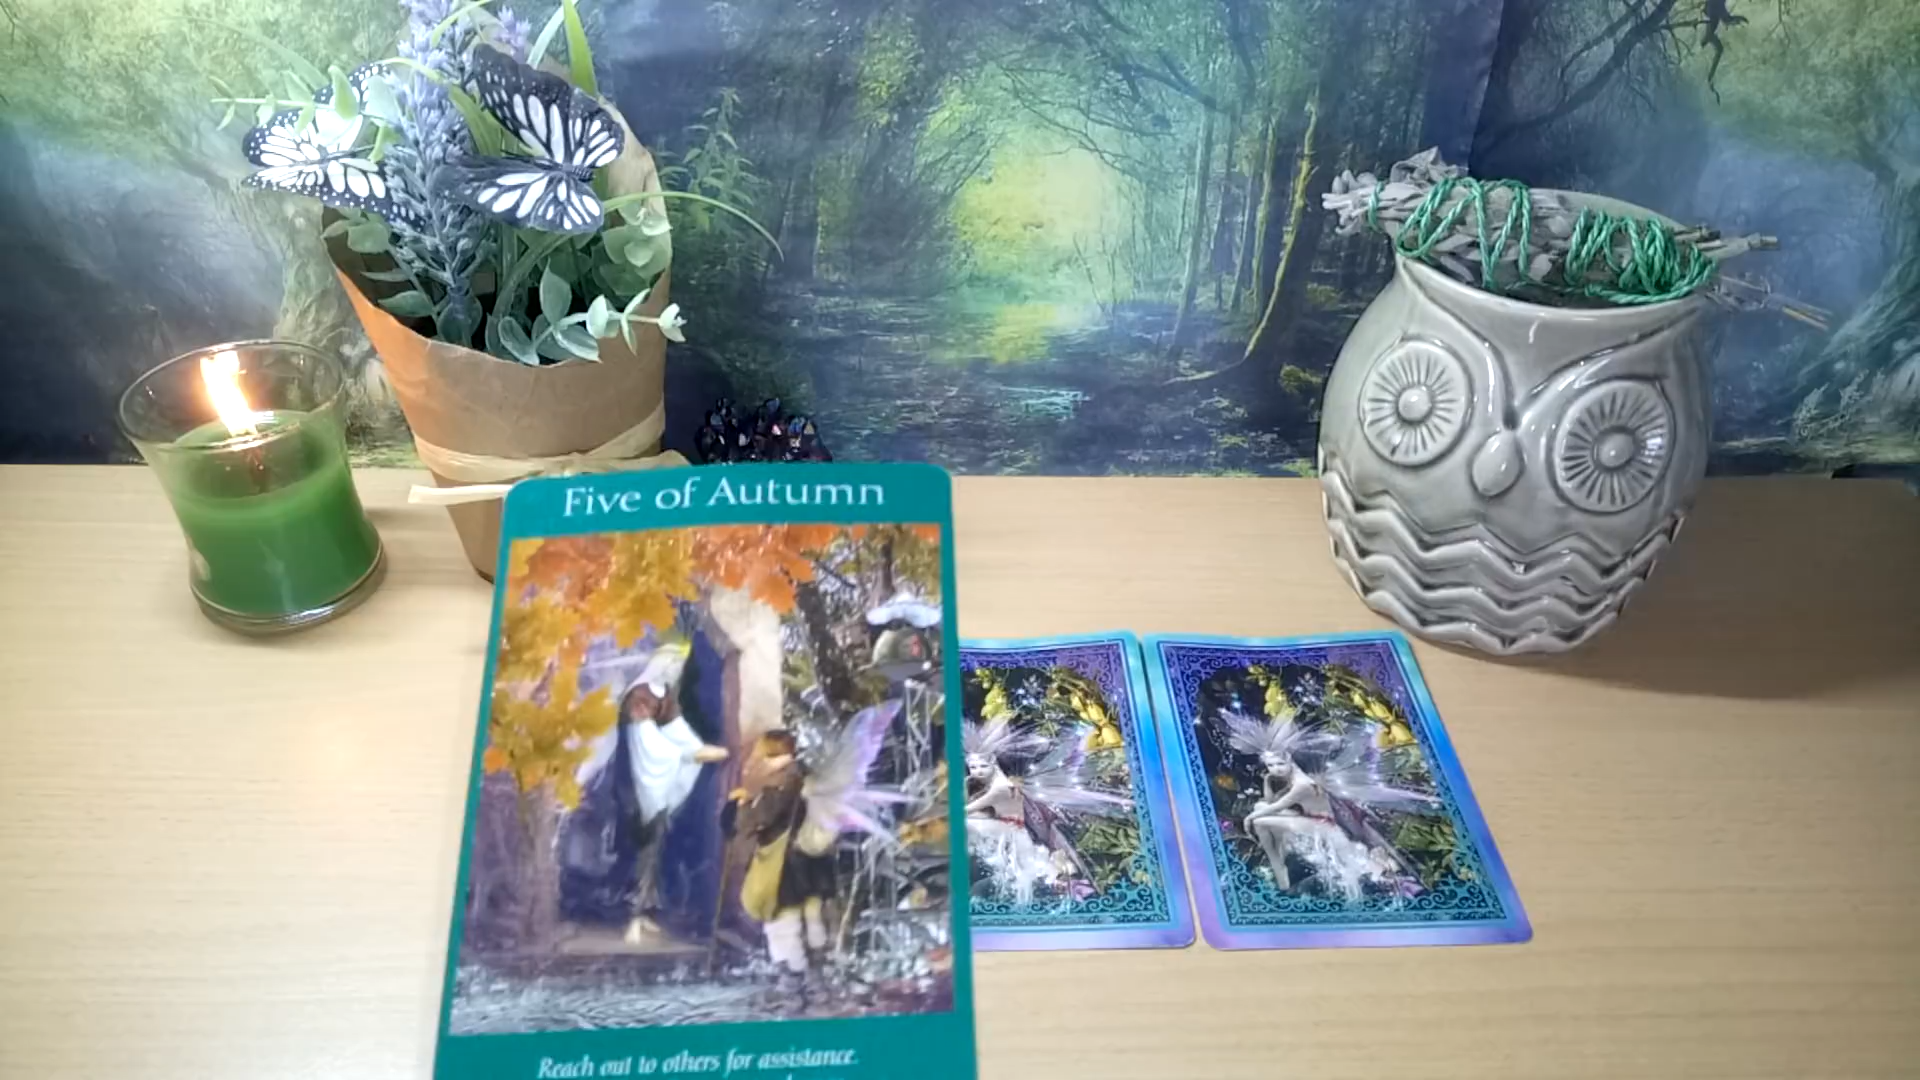 Five of Autumn
Reach out to others for assistance.